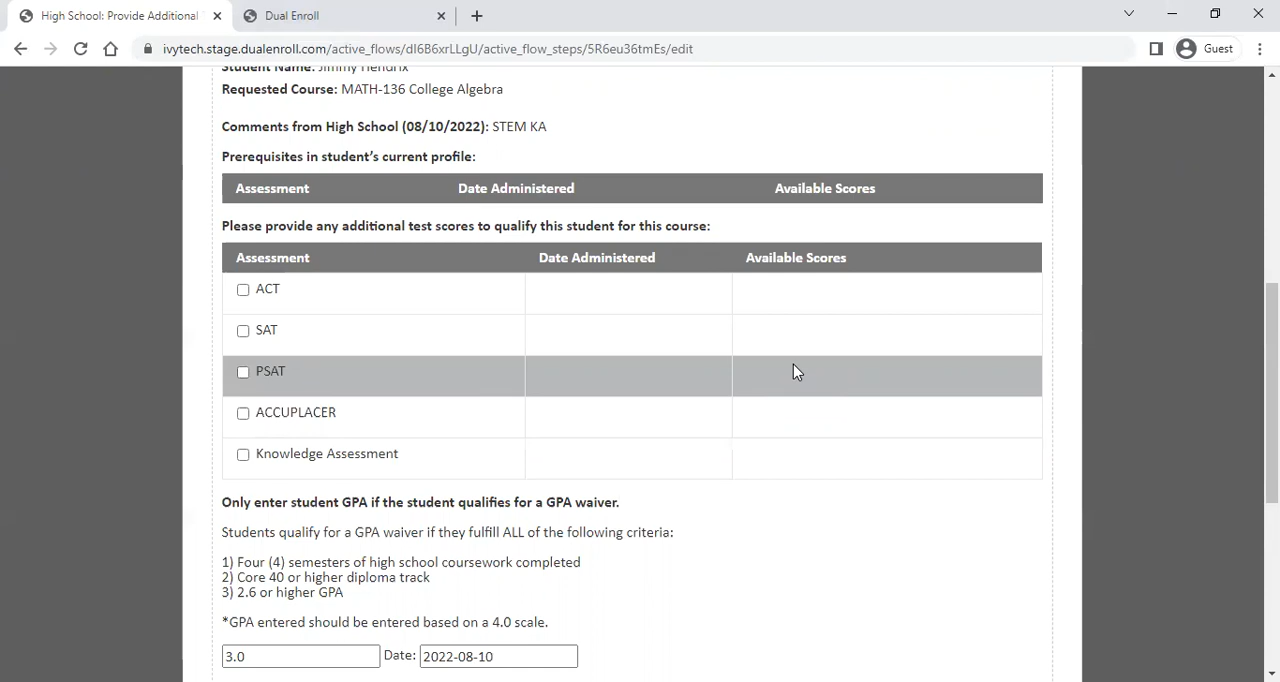 High School: Provide Additional
Dual Enroll
ivytech.stage.dualenroll.com/active_flows/dI6B6xrLLgU/active_flow_steps/5R6eu36tmEs/edit
Guest
Student Name: Jimmy Hendrix
Requested Course: MATH-136 College Algebra
Comments from High School (08/10/2022): STEM KA
Prerequisites in student's current profile:
Assessment Date Administered Available Scores
Please provide any additional test scores to qualify this student for this course:
Assessment Date Administered Available Scores
ACT
SAT
PSAT
ACCUPLACER
Knowledge Assessment
Only enter student GPA if the student qualifies for a GPA waiver.
Students qualify for a GPA waiver if they fulfill ALL of the following criteria:
1) Four (4) semesters of high school coursework completed
2) Core 40 or higher diploma track
3) 2.6 or higher GPA
*GPA entered should be entered based on a 4.0 scale.
3.0 Date: 2022-08-10